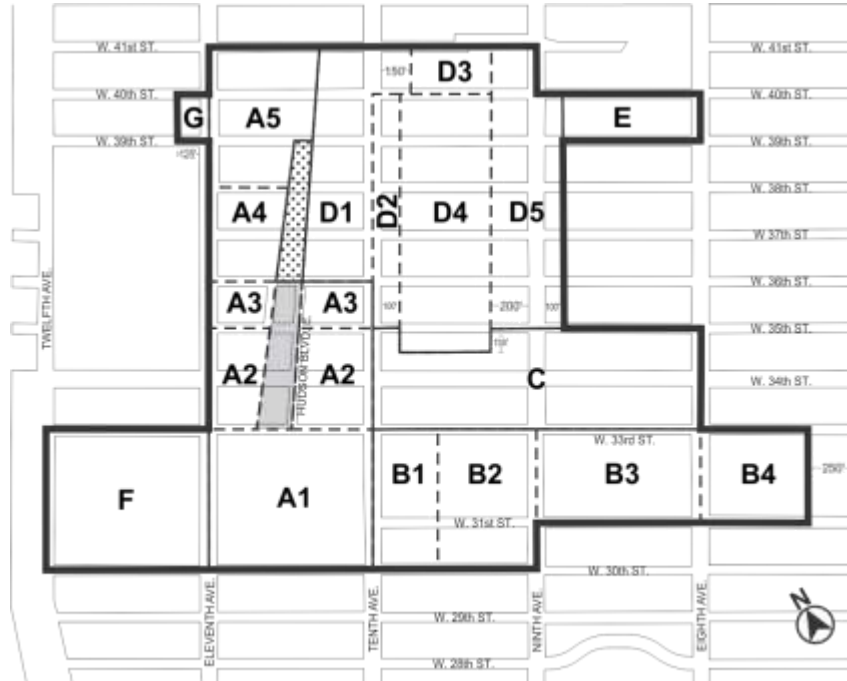 W. 41st ST.
W. 41st ST.
150'
D3
W. 40th ST.
W. 40th ST.
G
A5
E
W. 39th ST.
W. 39th ST.
125'
W. 38th ST.
A4
D1
D2
D4
D5
W. 37th ST
W. 36th ST.
A3
A3
100'
200'
100'
W. 35th ST.
TWELFTH AVE.
HUDSON BLVD. E.
A2
A2
C
W. 34th ST.
W. 33rd ST.
F
A1
B1
B2
B3
B4
250'
W. 31st ST.
W. 30th ST.
ELEVENTH AVE.
TENTH AVE.
NINTH AVE.
EIGHTH AVE.
N
W. 29th ST.
W. 28th ST.